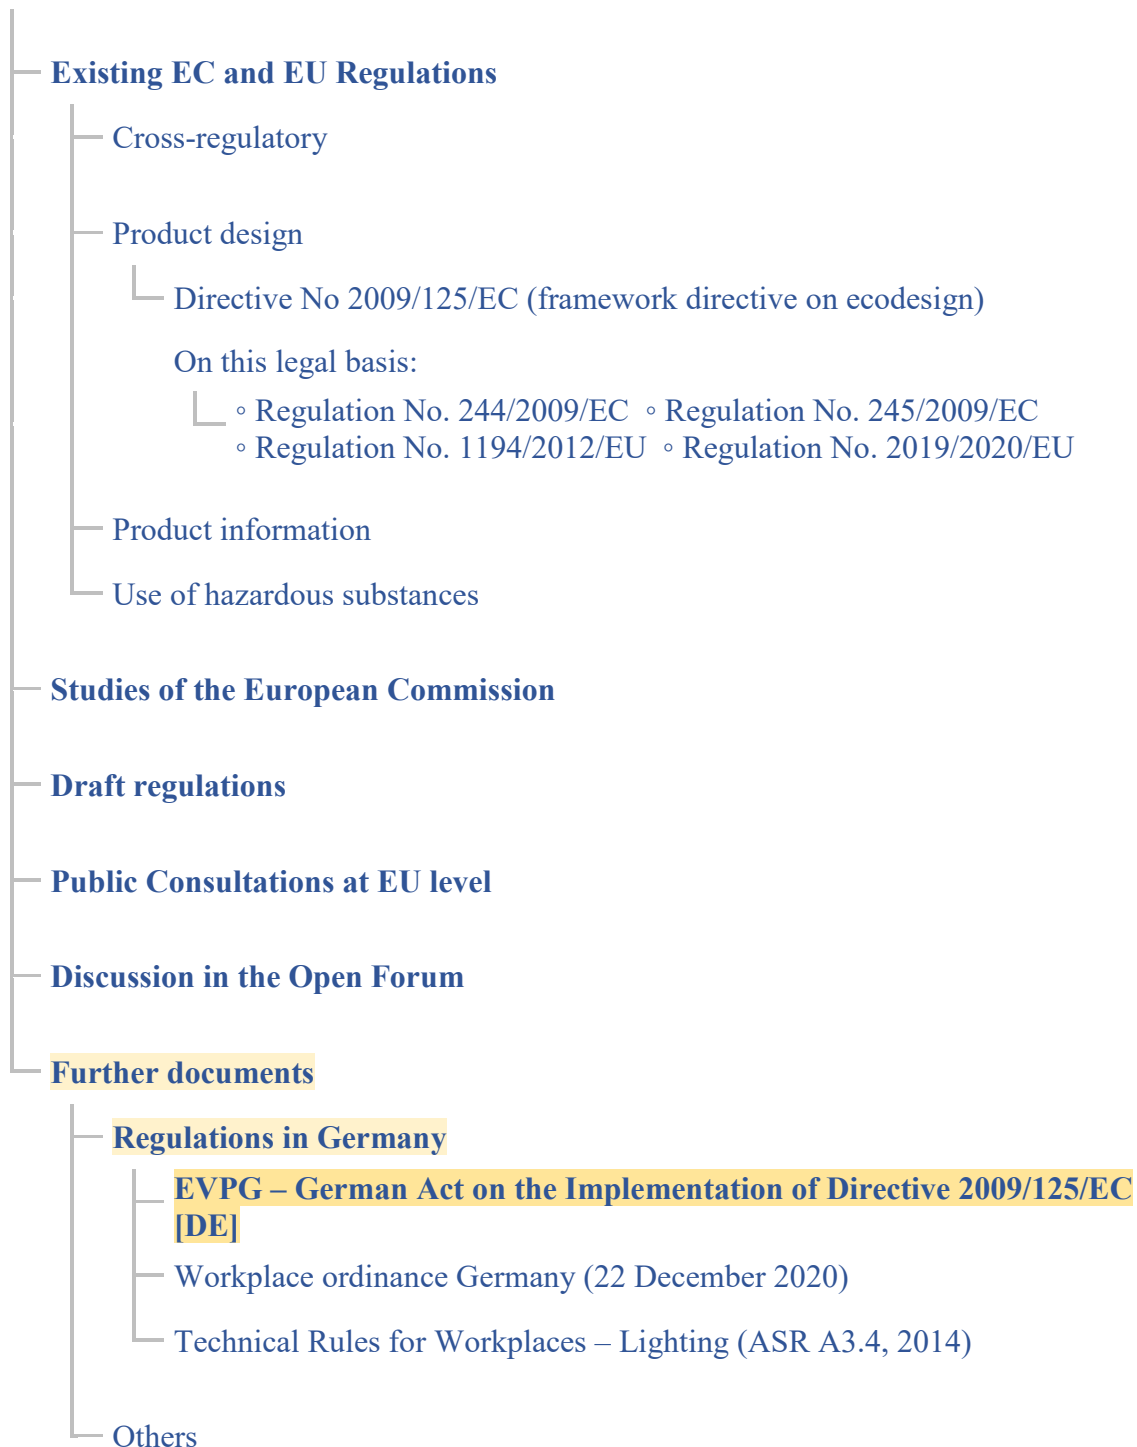 Existing EC and EU Regulations
Cross-regulatory
Product design
Directive No 2009/125/EC (framework directive on ecodesign)
On this legal basis:
◦ Regulation No. 244/2009/EC ◦ Regulation No. 245/2009/EC
◦ Regulation No. 1194/2012/EU ◦ Regulation No. 2019/2020/EU
Product information
Use of hazardous substances
Studies of the European Commission
Draft regulations
Public Consultations at EU level
Discussion in the Open Forum
Further documents
Regulations in Germany
EVPG – German Act on the Implementation of Directive 2009/125/EC
[DE]
Workplace ordinance Germany (22 December 2020)
Technical Rules for Workplaces – Lighting (ASR A3.4, 2014)
Others